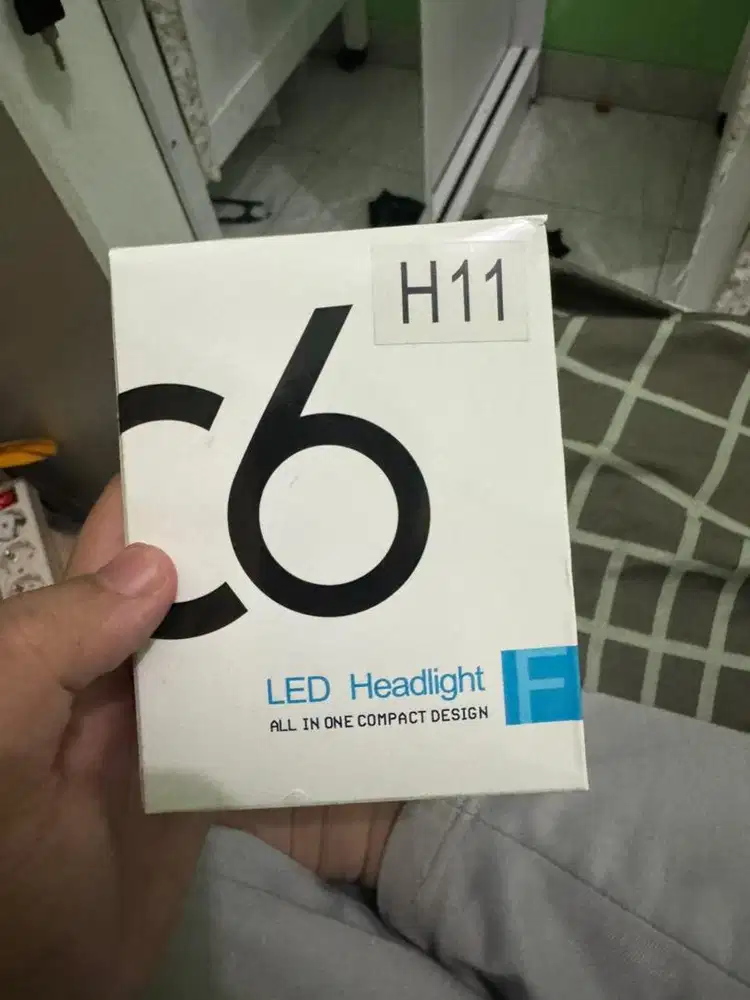 H11
C6
LED Headlight
F
ALL IN ONE COMPACT DESIGN